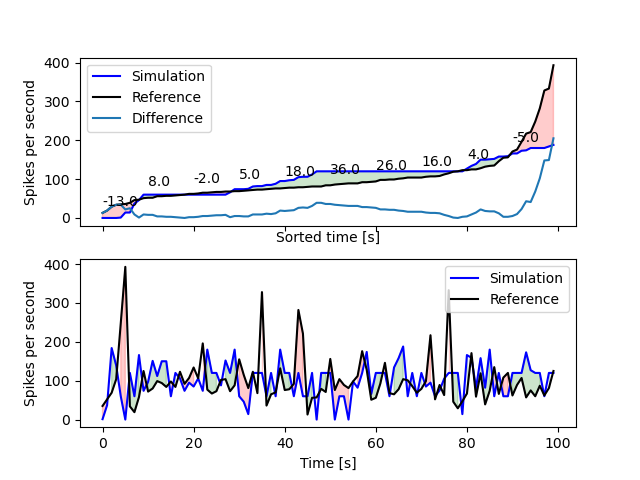 400
300
200
100
0
Spikes per second
Simulation
Reference
Difference
-13.0
8.0
-2.0
5.0
18.0
36.0
26.0
16.0
4.0
-5.0
Sorted time [s]
400
300
200
100
0
Spikes per second
Simulation
Reference
0 20 40 60 80 100
Time [s]